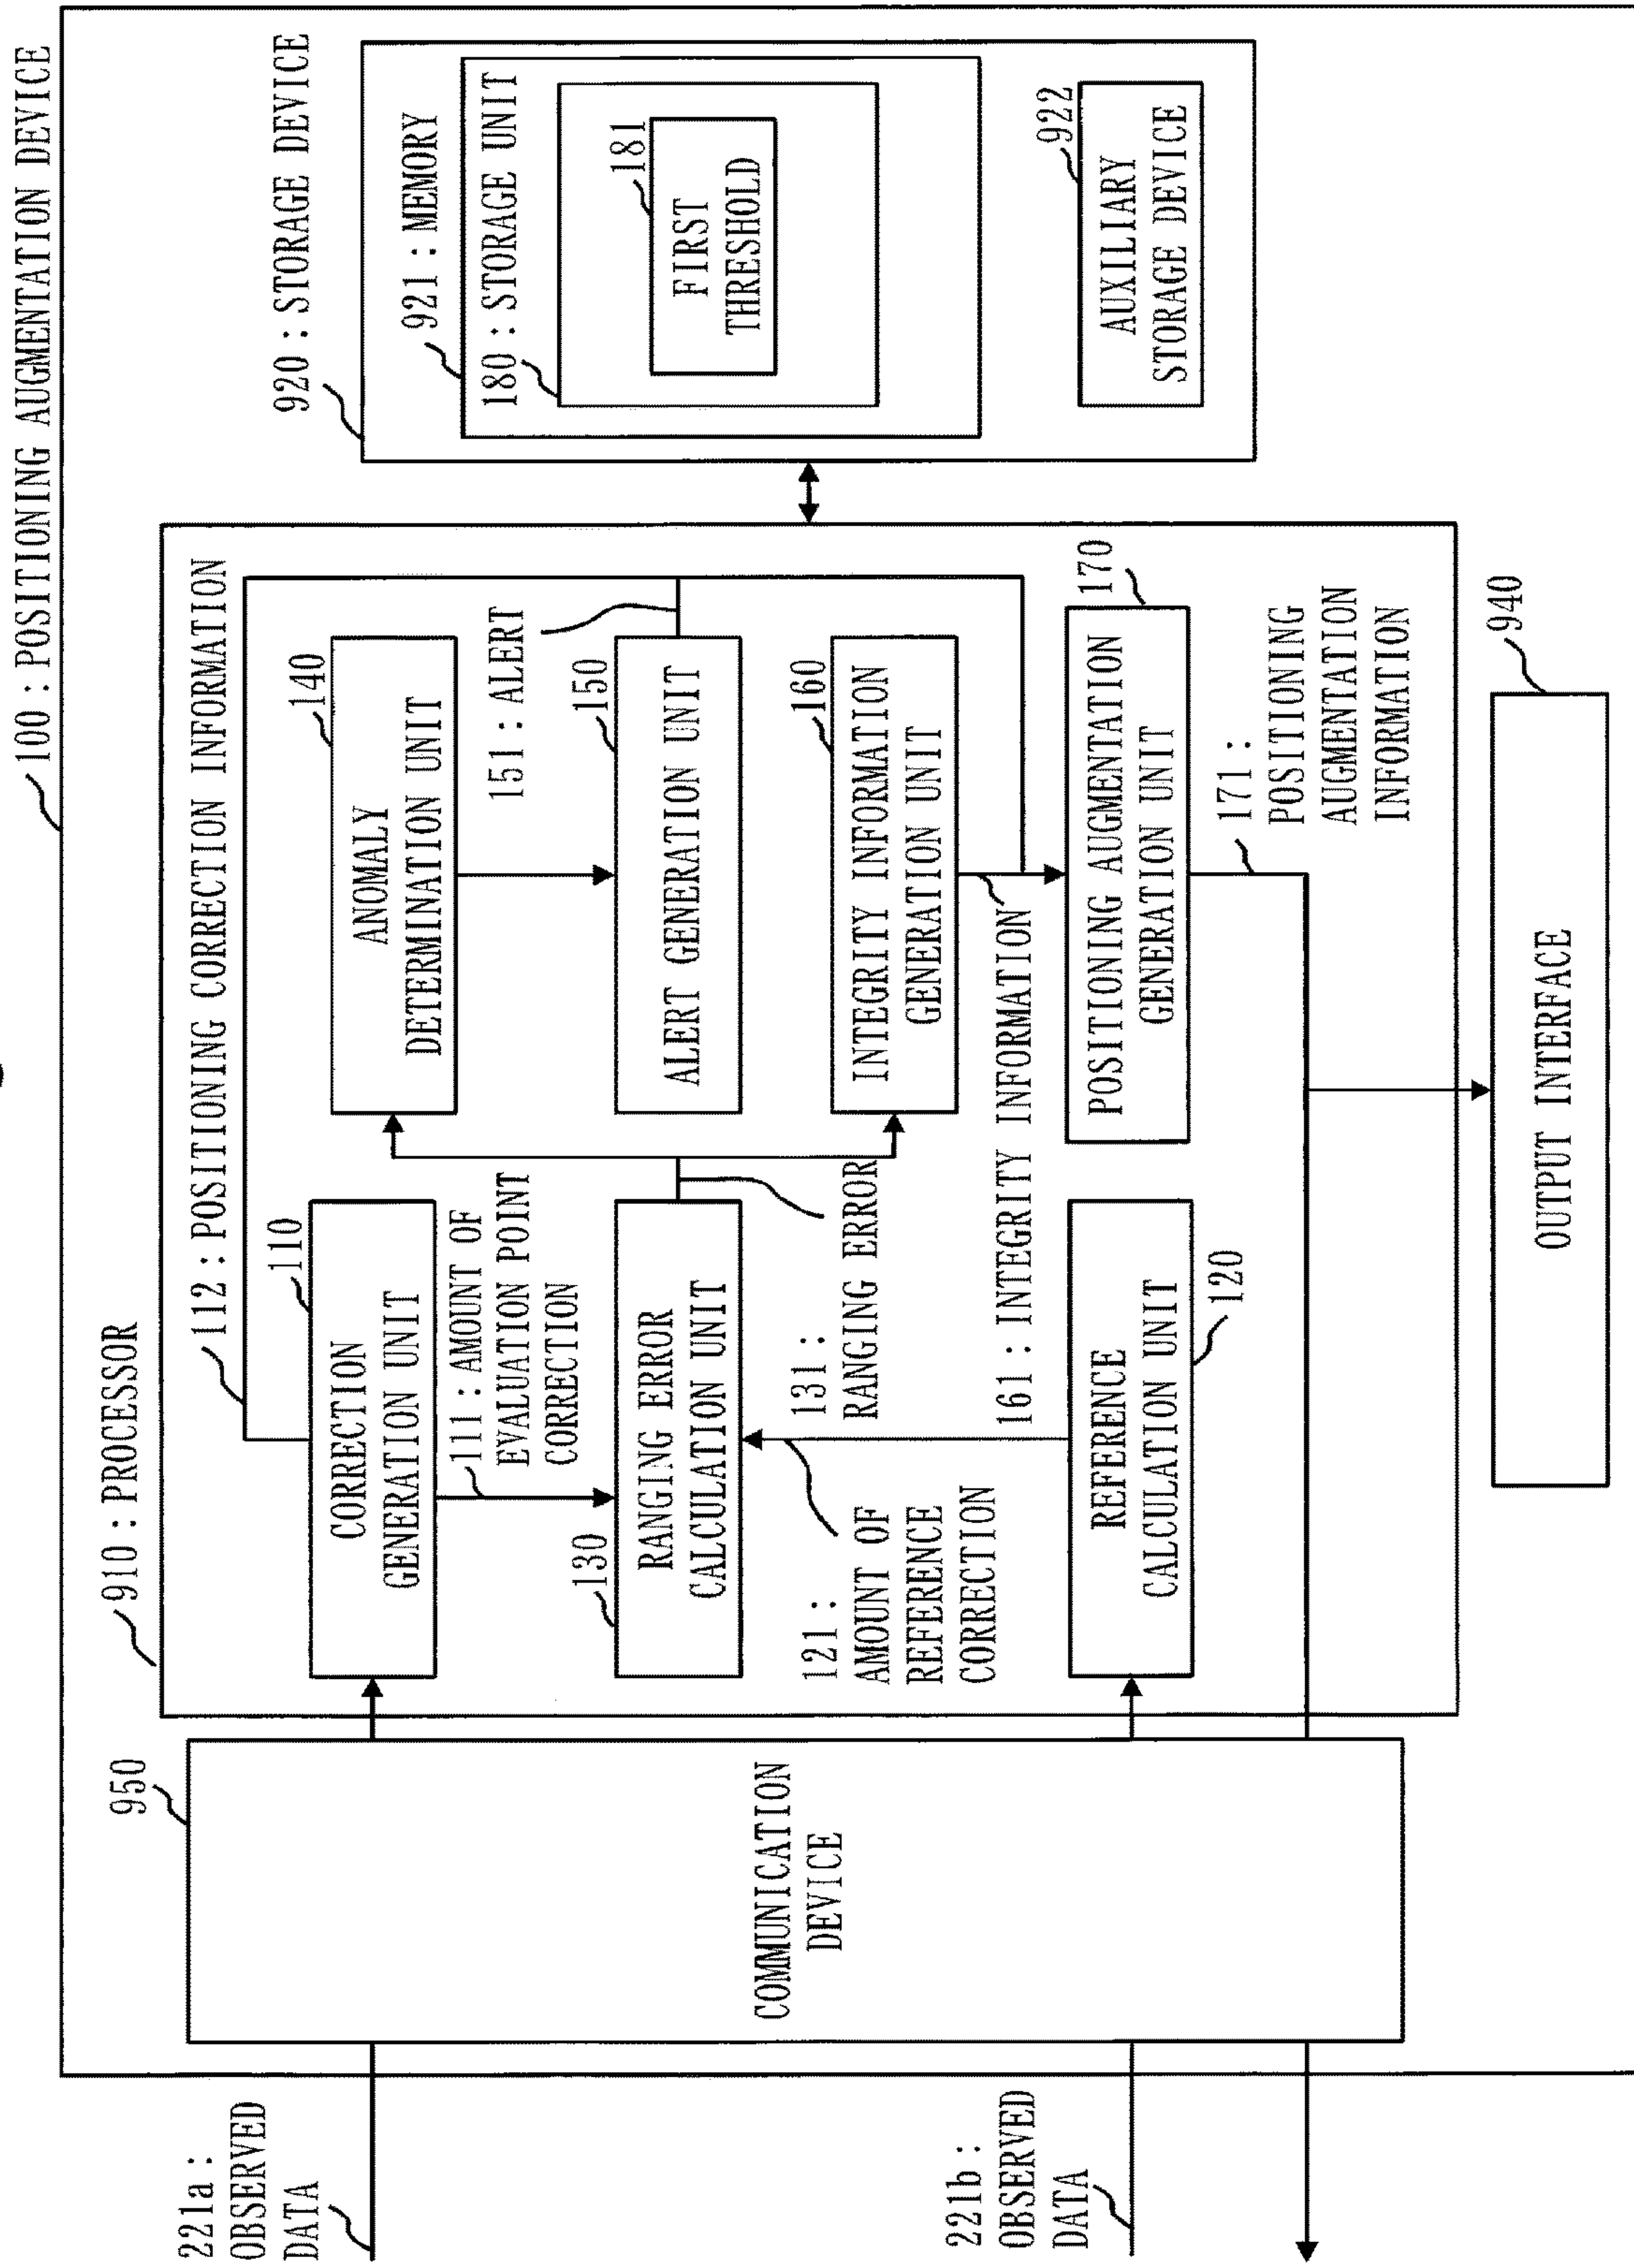 100:POSITIONING AUGMENTATION DEVICE
910:PROCESSOR
920:STORAGE DEVICE
112:POSITIONING CORRECTION INFORMATION
950
COMMUNICATION
DEVICE
221a:
OBSERVED
DATA
221b:
OBSERVED
DATA
110
CORRECTION
GENERATION UNIT
111:AMOUNT OF
EVALUATION POINT
CORRECTION
130
RANGING ERROR
CALCULATION UNIT
131:
RANGING ERROR
121:
AMOUNT OF
REFERENCE
CORRECTION
REFERENCE
CALCULATION UNIT
120
140
ANOMALY
DETERMINATION UNIT
151:ALERT
150
ALERT GENERATION UNIT
160
INTEGRITY INFORMATION
GENERATION UNIT
161:INTEGRITY INFORMATION
170
POSITIONING AUGMENTATION
GENERATION UNIT
171:
POSITIONING
AUGMENTATION
INFORMATION
921:MEMORY
180:STORAGE UNIT
181
FIRST
THRESHOLD
922
AUXILIARY
STORAGE DEVICE
940
OUTPUT INTERFACE